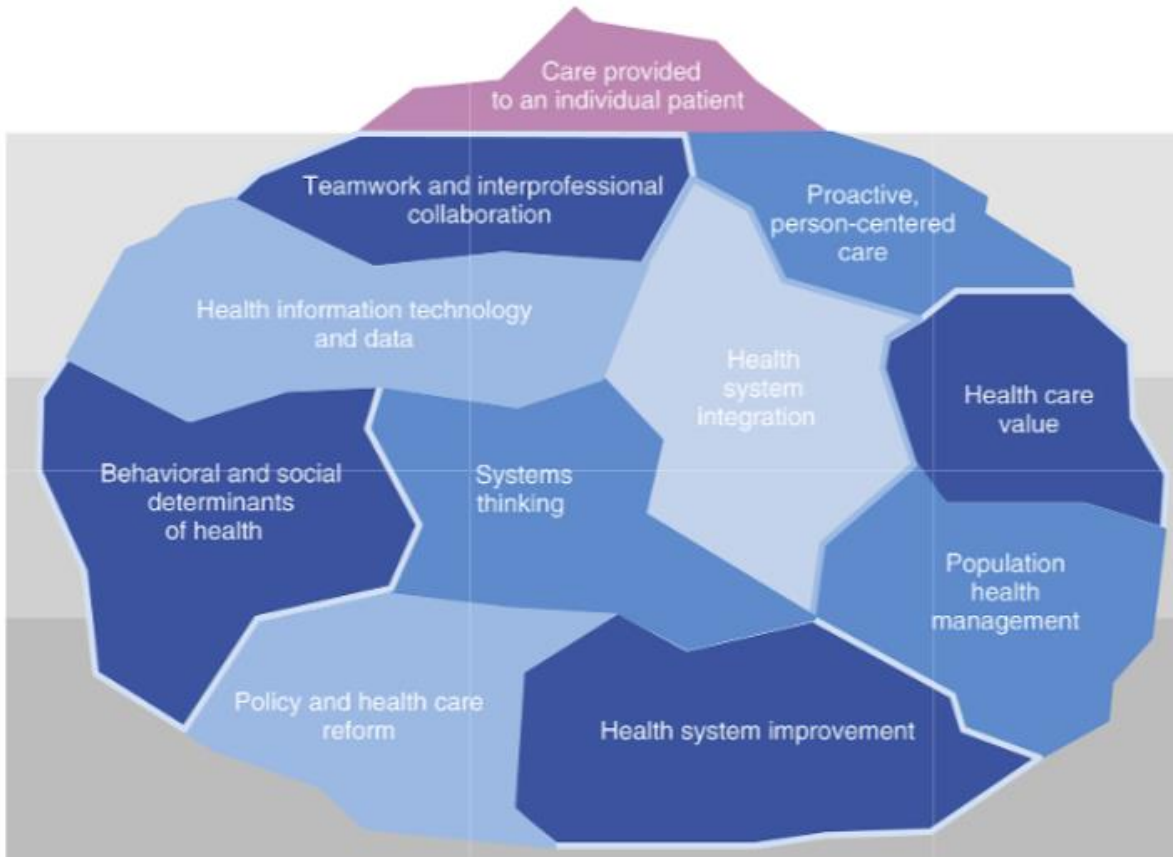 Care provided
to an individual patient
Teamwork and interprofessional
collaboration
Proactive,
person-centered
care
Health information technology
and data
Health
system
integration
Health care
value
Behavioral and social
determinants
of health
Systems
thinking
Population
health
management
Policy and health care
reform
Health system improvement